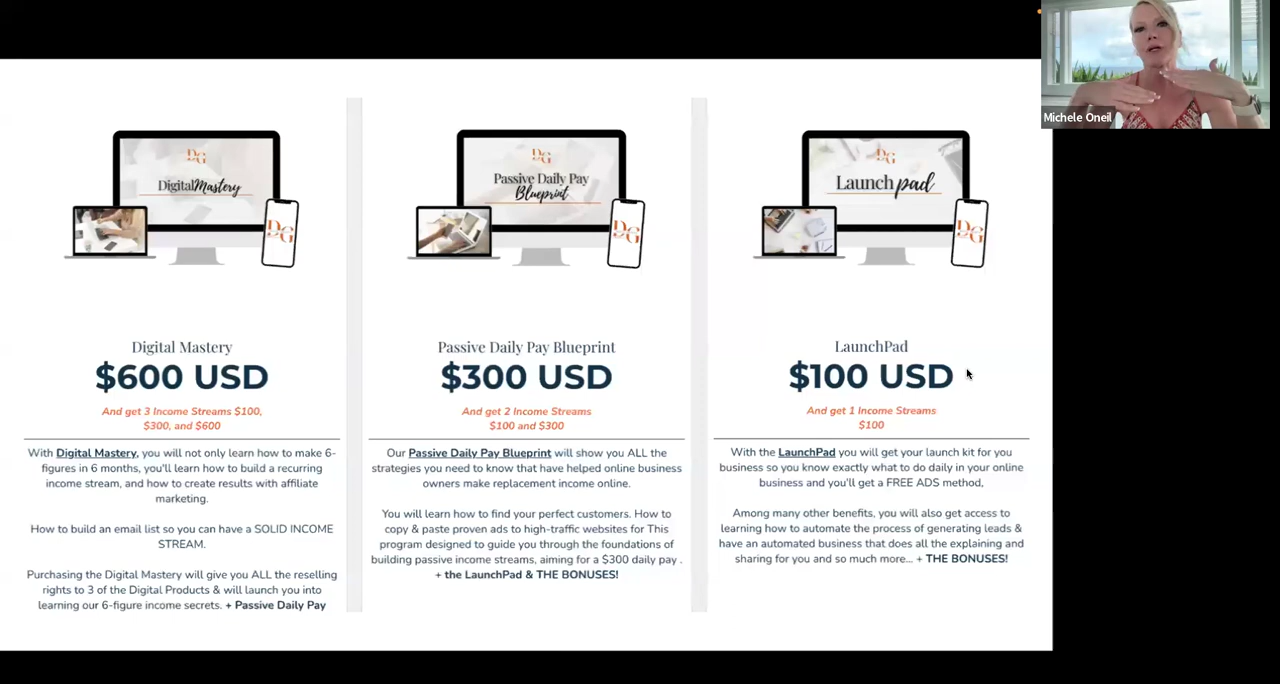 Michele Oneil
DG
DigitalMastery
DG
DG
Passive Daily Pay
Blueprint
DG
DG
Launchpad
DG
Digital Mastery
$600 USD
And get 3 Income Streams $100,
$300, and $600
With Digital Mastery, you will not only learn how to make 6-
figures in 6 months, you'll learn how to build a recurring
income stream, and how to create results with affiliate
marketing.
How to build an email list so you can have a SOLID INCOME
STREAM.
Purchasing the Digital Mastery will give you ALL the reselling
rights to 3 of the Digital Products & will launch you into
learning our 6-figure income secrets. + Passive Daily Pay
Passive Daily Pay Blueprint
$300 USD
And get 2 Income Streams
$100 and $300
Our Passive Daily Pay Blueprint will show you ALL the
strategies you need to know that have helped online business
owners make replacement income online.
You will learn how to find your perfect customers. How to
copy & paste proven ads to high-traffic websites for This
program designed to guide you through the foundations of
building passive income streams, aiming for a $300 daily pay .
+ the LaunchPad & THE BONUSES!
LaunchPad
$100 USD
And get 1 Income Streams
$100
With the LaunchPad you will get your launch kit for you
business so you know exactly what to do daily in your online
business and you'll get a FREE ADS method,
Among many other benefits, you will also get access to
learning how to automate the process of generating leads &
have an automated business that does all the explaining and
sharing for you and so much more... + THE BONUSES!